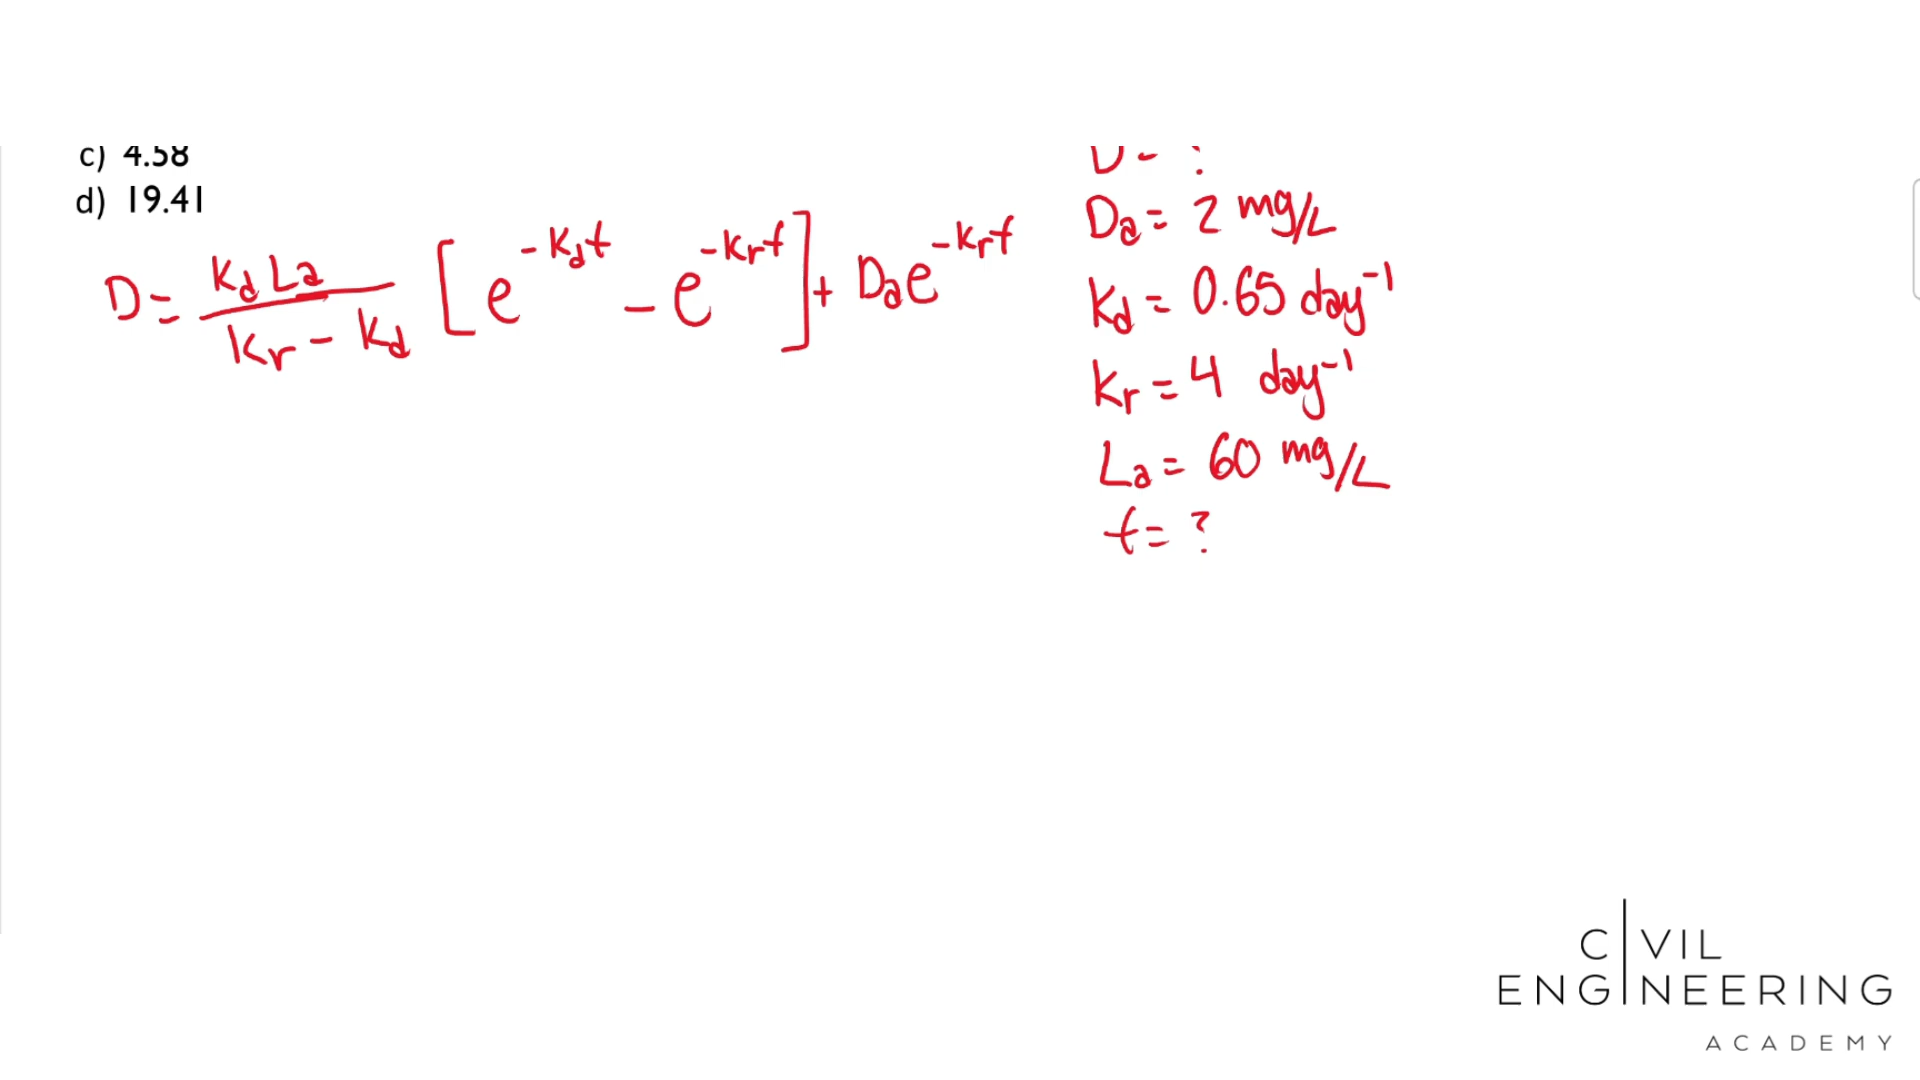 c) 4.58
d) 19.41
D = ?
D = KdLa / Kr - Kd [e^-Kdt - e^-Krt] + Dae^-Krt
Da = 2 mg/L
Kd = 0.65 day^-1
Kr = 4 day^-1
La = 60 mg/L
t = ?
CIVIL
ENGINEERING
ACADEMY